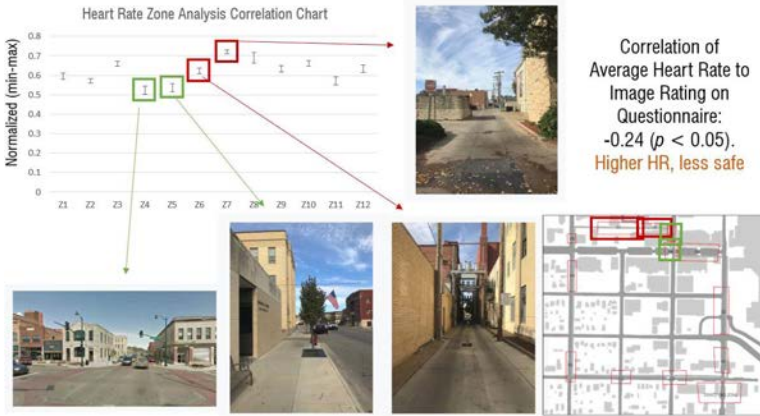 Heart Rate Zone Analysis Correlation Chart
Normalized (min-max)
0.8
0.7
0.6
0.5
0.4
0.3
0.2
0.1
0
Z1 Z2 Z3 Z4 Z5 Z6 Z7 Z8 Z9 Z10 Z11 Z12
Correlation of
Average Heart Rate to
Image Rating on
Questionnaire:
-0.24 (p < 0.05).
Higher HR, less safe